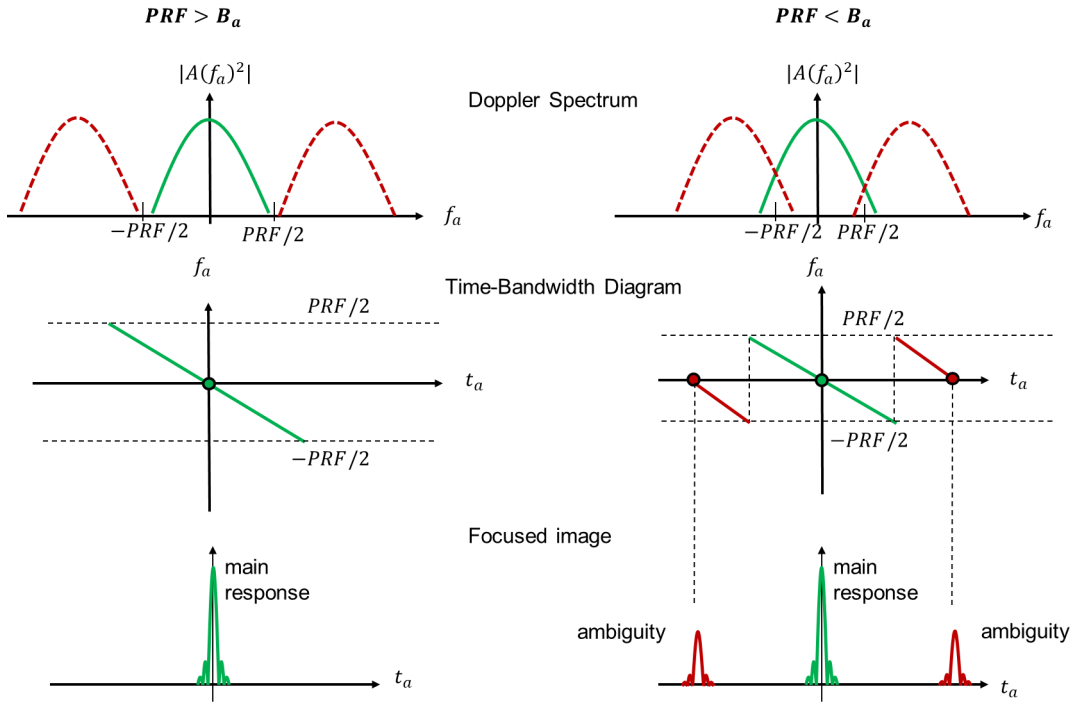 PRF > Bₐ
PRF < Bₐ
|A(fₐ)²|
|A(fₐ)²|
Doppler Spectrum
−PRF/2
PRF/2
fₐ
−PRF/2
PRF/2
fₐ
fₐ
fₐ
Time-Bandwidth Diagram
PRF/2
PRF/2
tₐ
tₐ
−PRF/2
−PRF/2
Focused image
main
response
main
response
ambiguity
ambiguity
tₐ
tₐ